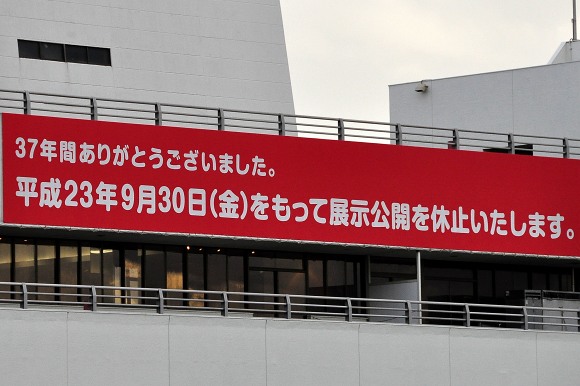 37年間ありがとうございました。
平成23年9月30日(金)をもって展示公開を休止いたします。